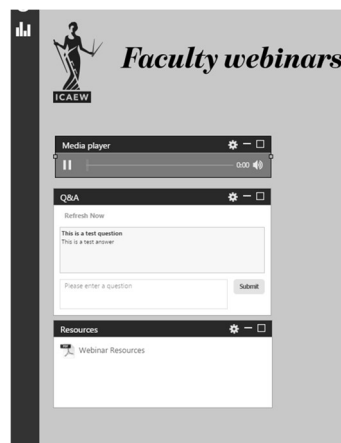 ICAEW
Faculty webinars
Media player
0:00
Q&A
Refresh Now
This is a test question
This is a test answer
Please enter a question
Submit
Resources
Webinar Resources